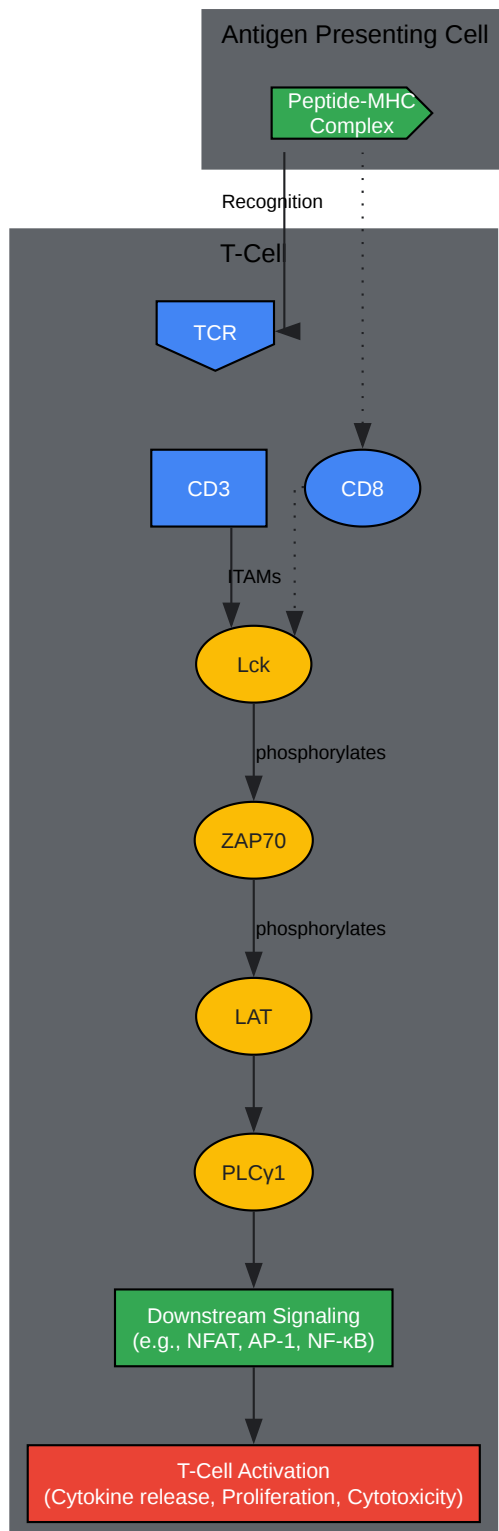 Antigen Presenting Cell
Peptide-MHC
Complex
Recognition
T-Cell
TCR
CD3
CD8
ITAMs
Lck
phosphorylates
ZAP70
phosphorylates
LAT
PLCγ1
Downstream Signaling
(e.g., NFAT, AP-1, NF-κB)
T-Cell Activation
(Cytokine release, Proliferation, Cytotoxicity)